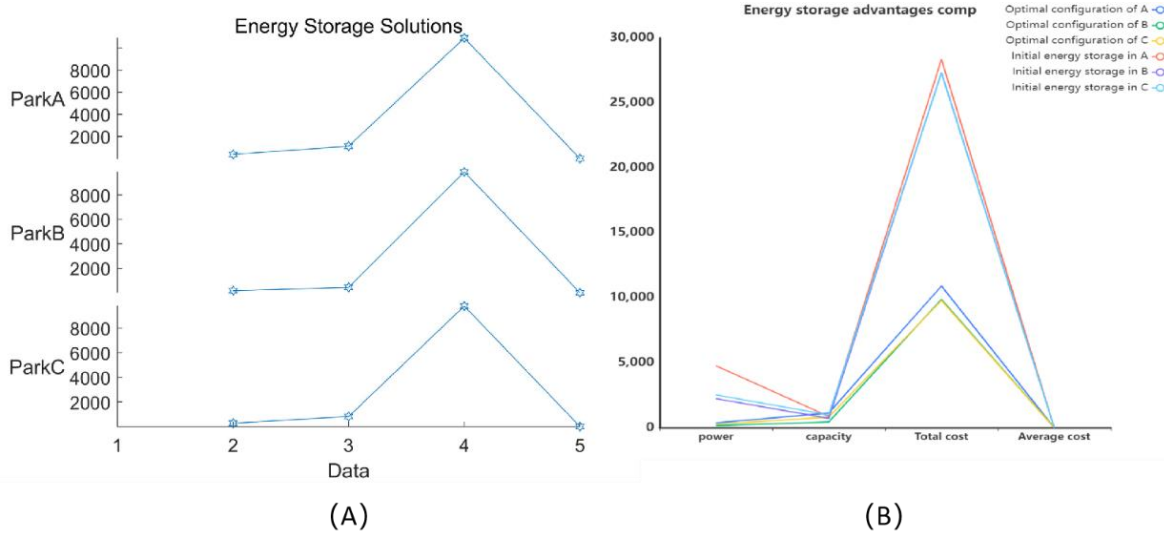 Energy Storage Solutions
8000
6000
ParkA
4000
2000
8000
6000
ParkB
4000
2000
8000
6000
ParkC
4000
2000
1 2 3 4 5
Data
(A)
Energy storage advantages comp
Optimal configuration of A
Optimal configuration of B
Optimal configuration of C
Initial energy storage in A
Initial energy storage in B
Initial energy storage in C
30,000
25,000
20,000
15,000
10,000
5,000
0
power capacity Total cost Average cost
(B)